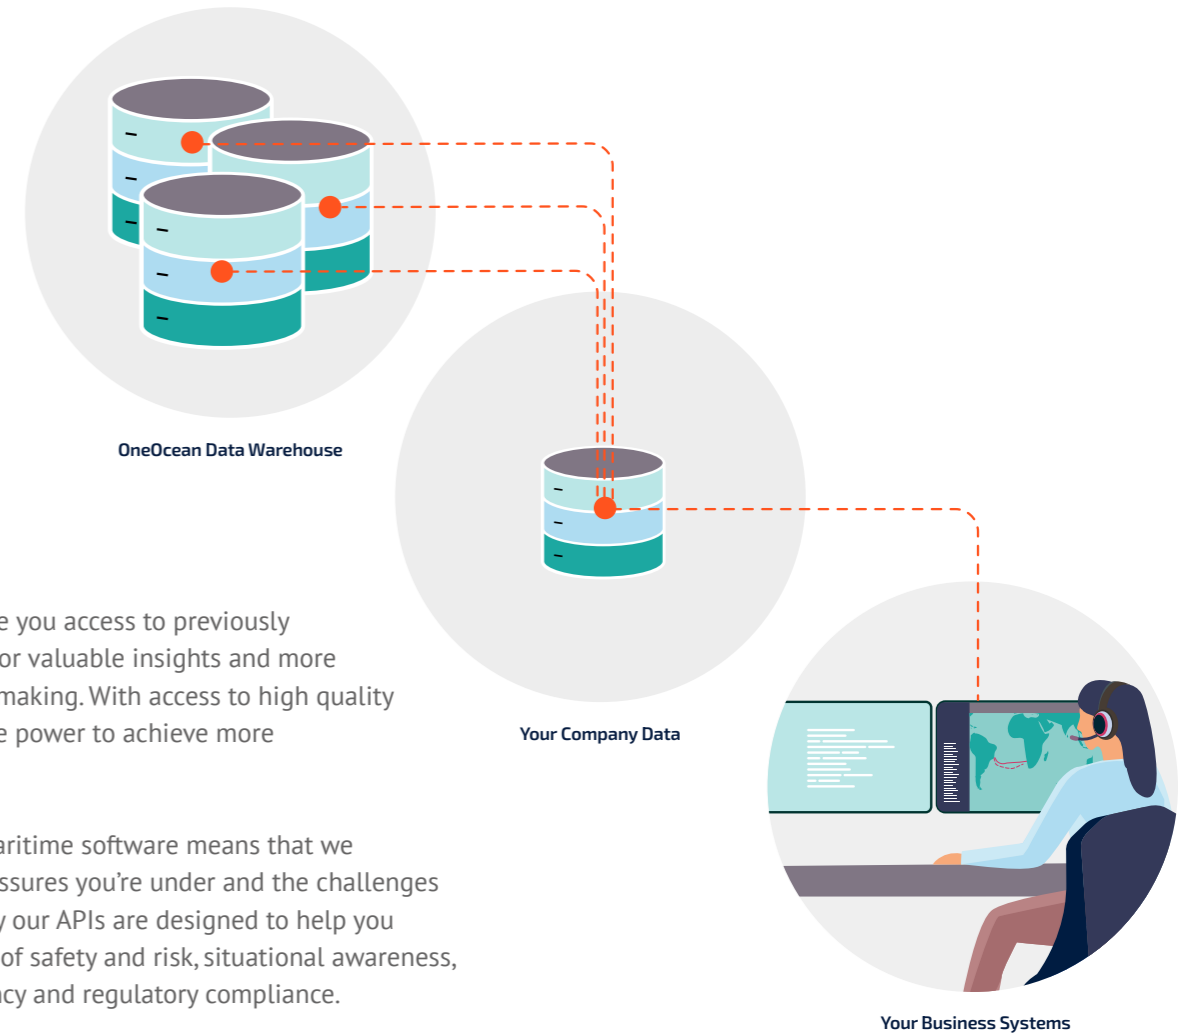 OneOcean Data Warehouse
e you access to previously
or valuable insights and more
making. With access to high quality
e power to achieve more
Your Company Data
aritime software means that we
ssures you’re under and the challenges
y our APIs are designed to help you
of safety and risk, situational awareness,
cy and regulatory compliance.
Your Business Systems